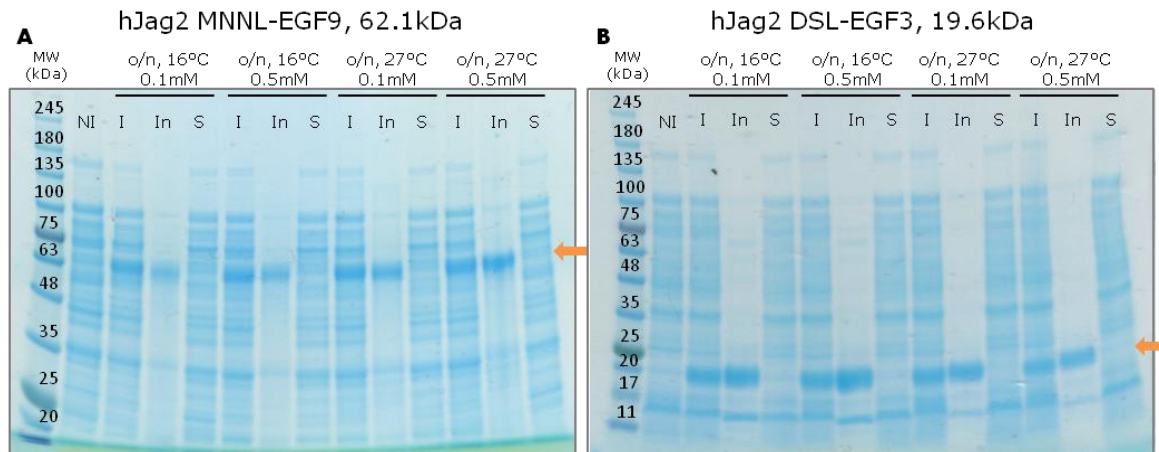 hJag2 MNNL-EGF9, 62.1kDa
A
MW
(kDa)
o/n, 16ºC
0.1mM
o/n, 16ºC
0.5mM
o/n, 27ºC
0.1mM
o/n, 27ºC
0.5mM
NI I In S I In S I In S I In S
245
180
135
100
75
63
48
35
25
20
hJag2 DSL-EGF3, 19.6kDa
B
MW
(kDa)
o/n, 16ºC
0.1mM
o/n, 16ºC
0.5mM
o/n, 27ºC
0.1mM
o/n, 27ºC
0.5mM
NI I In S I In S I In S I In S
245
180
135
100
75
63
48
35
25
20
17
11